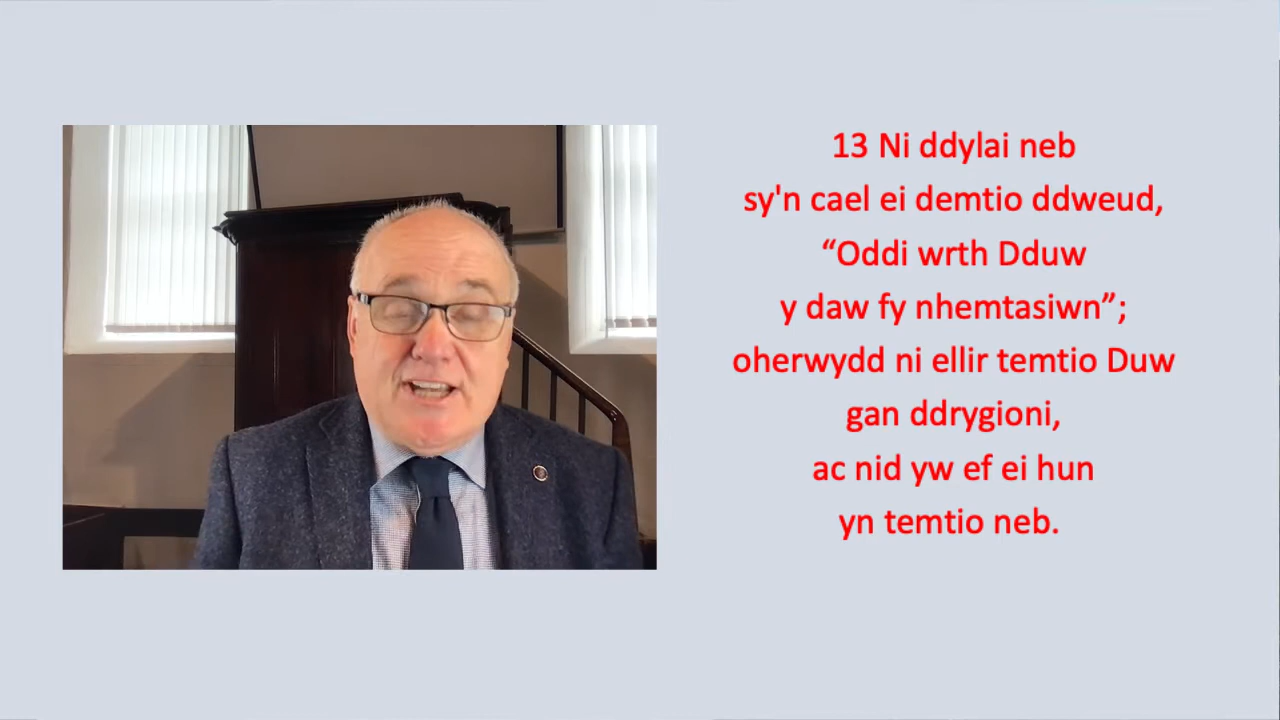 13 Ni ddylai neb
sy'n cael ei demtio ddweud,
“Oddi wrth Dduw
y daw fy nhemtasiwn”;
oherwydd ni ellir temtio Duw
gan ddrygioni,
ac nid yw ef ei hun
yn temtio neb.